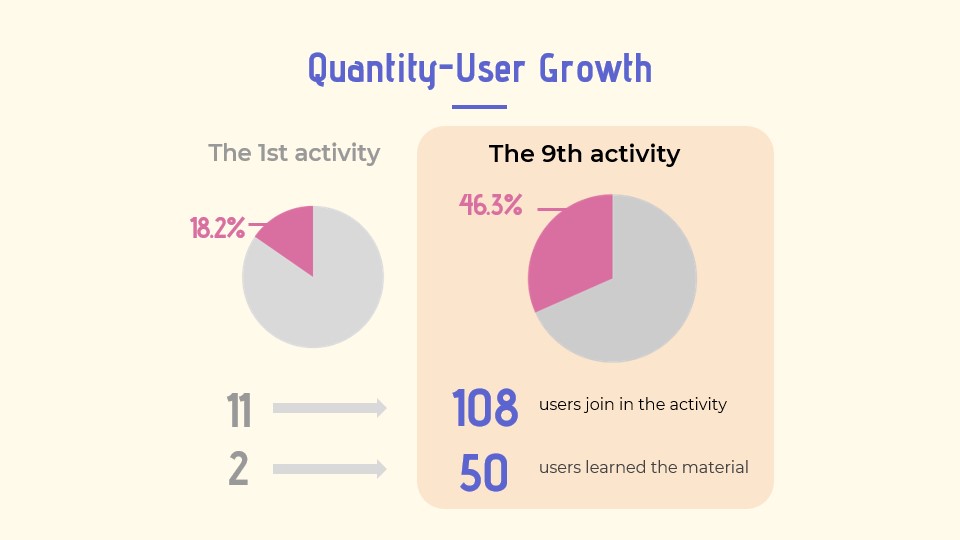 Quantity-User Growth
The 1st activity
The 9th activity
18.2%
46.3%
11
108
users join in the activity
2
50
users learned the material